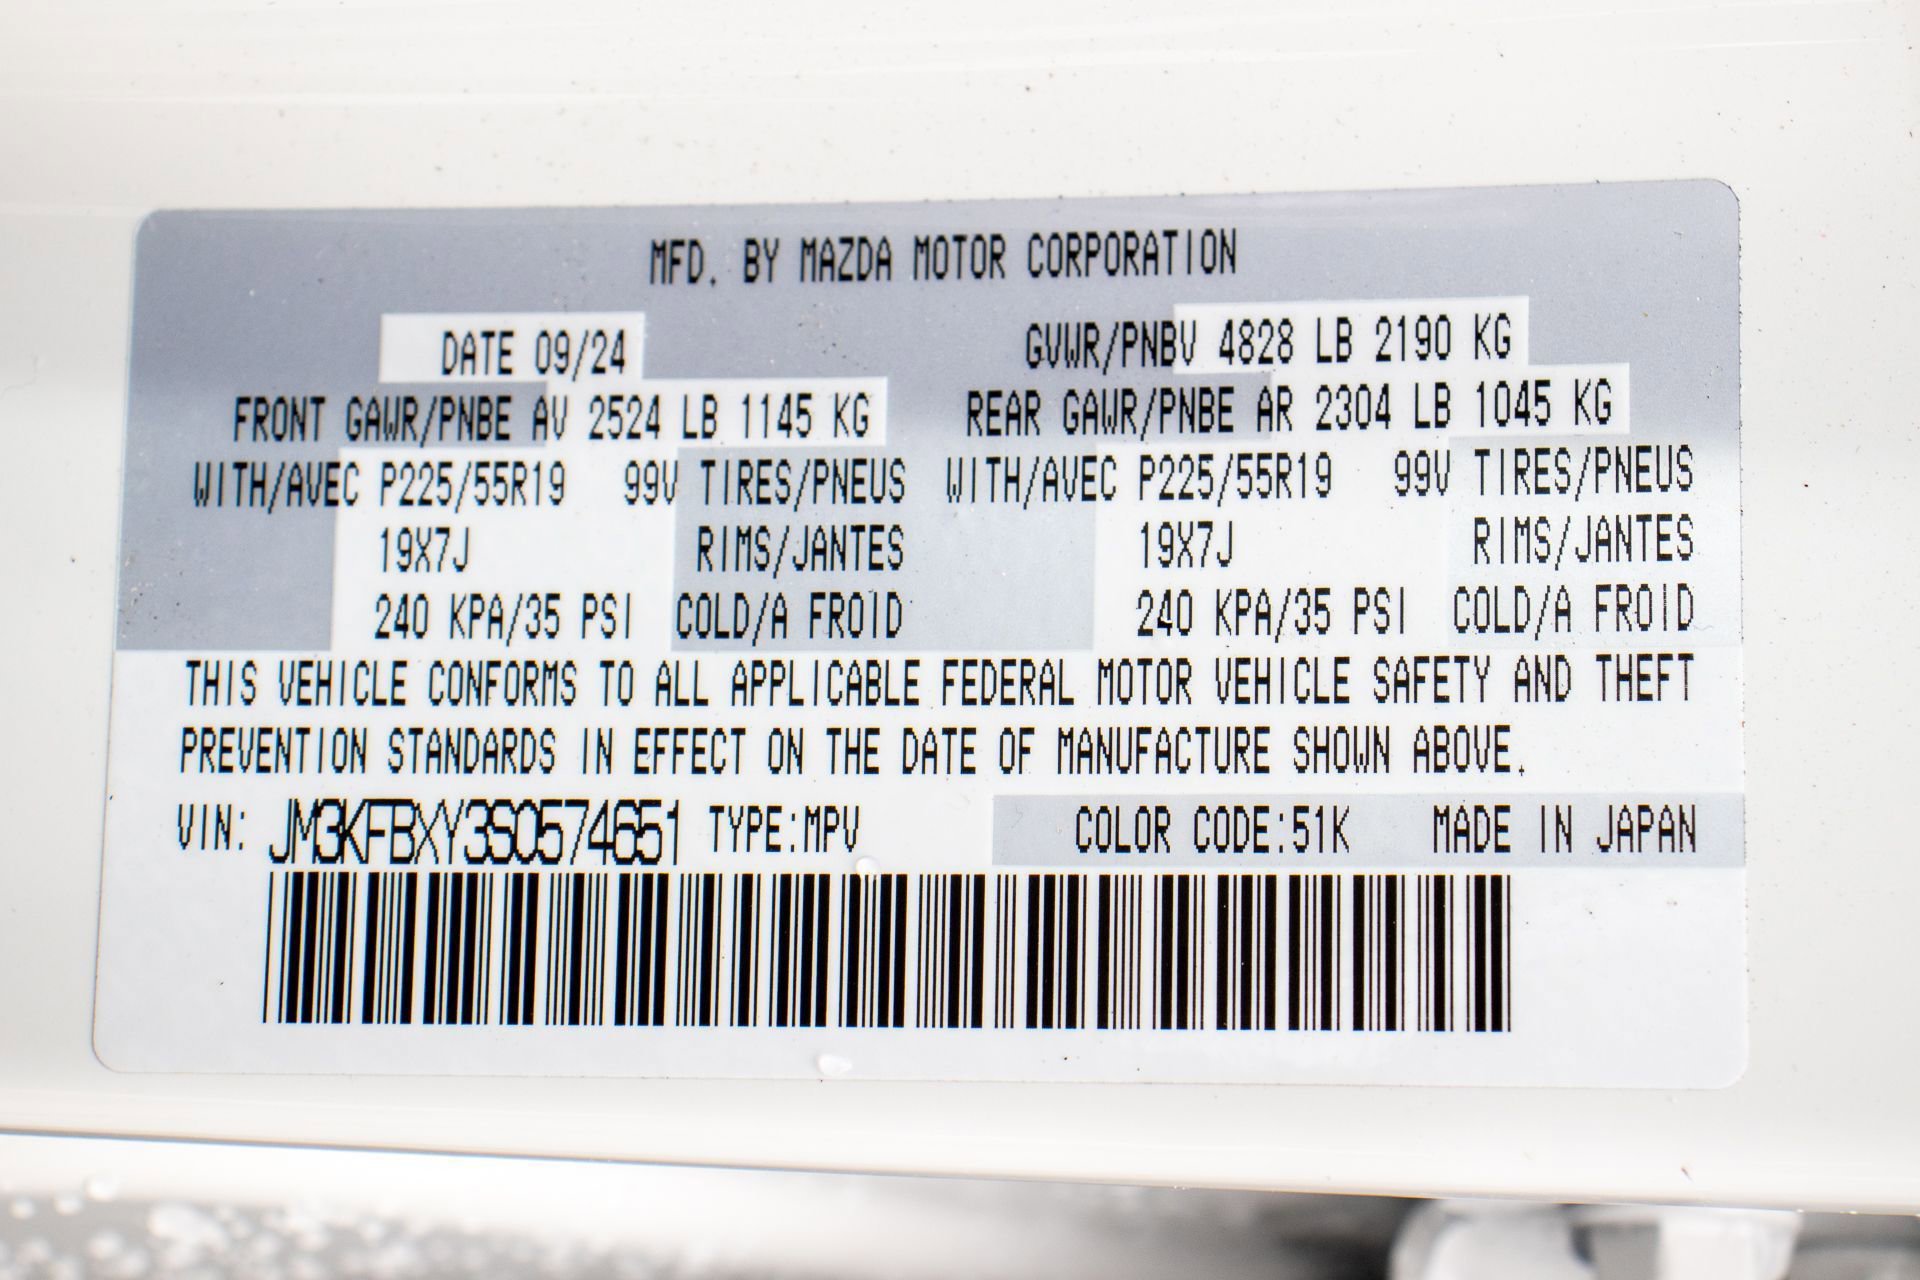 MFD. BY MAZDA MOTOR CORPORATION
DATE 09/24 GVWR/PNBV 4828 LB 2190 KG
FRONT GAWR/PNBE AV 2524 LB 1145 KG REAR GAWR/PNBE AR 2304 LB 1045 KG
WITH/AVEC P225/55R19 99V TIRES/PNEUS WITH/AVEC P225/55R19 99V TIRES/PNEUS
19X7J RIMS/JANTES 19X7J RIMS/JANTES
240 KPA/35 PSI COLD/A FROID 240 KPA/35 PSI COLD/A FROID
THIS VEHICLE CONFORMS TO ALL APPLICABLE FEDERAL MOTOR VEHICLE SAFETY AND THEFT
PREVENTION STANDARDS IN EFFECT ON THE DATE OF MANUFACTURE SHOWN ABOVE.
VIN: JM3KFBXY3S0574651 TYPE:MPV COLOR CODE:51K MADE IN JAPAN